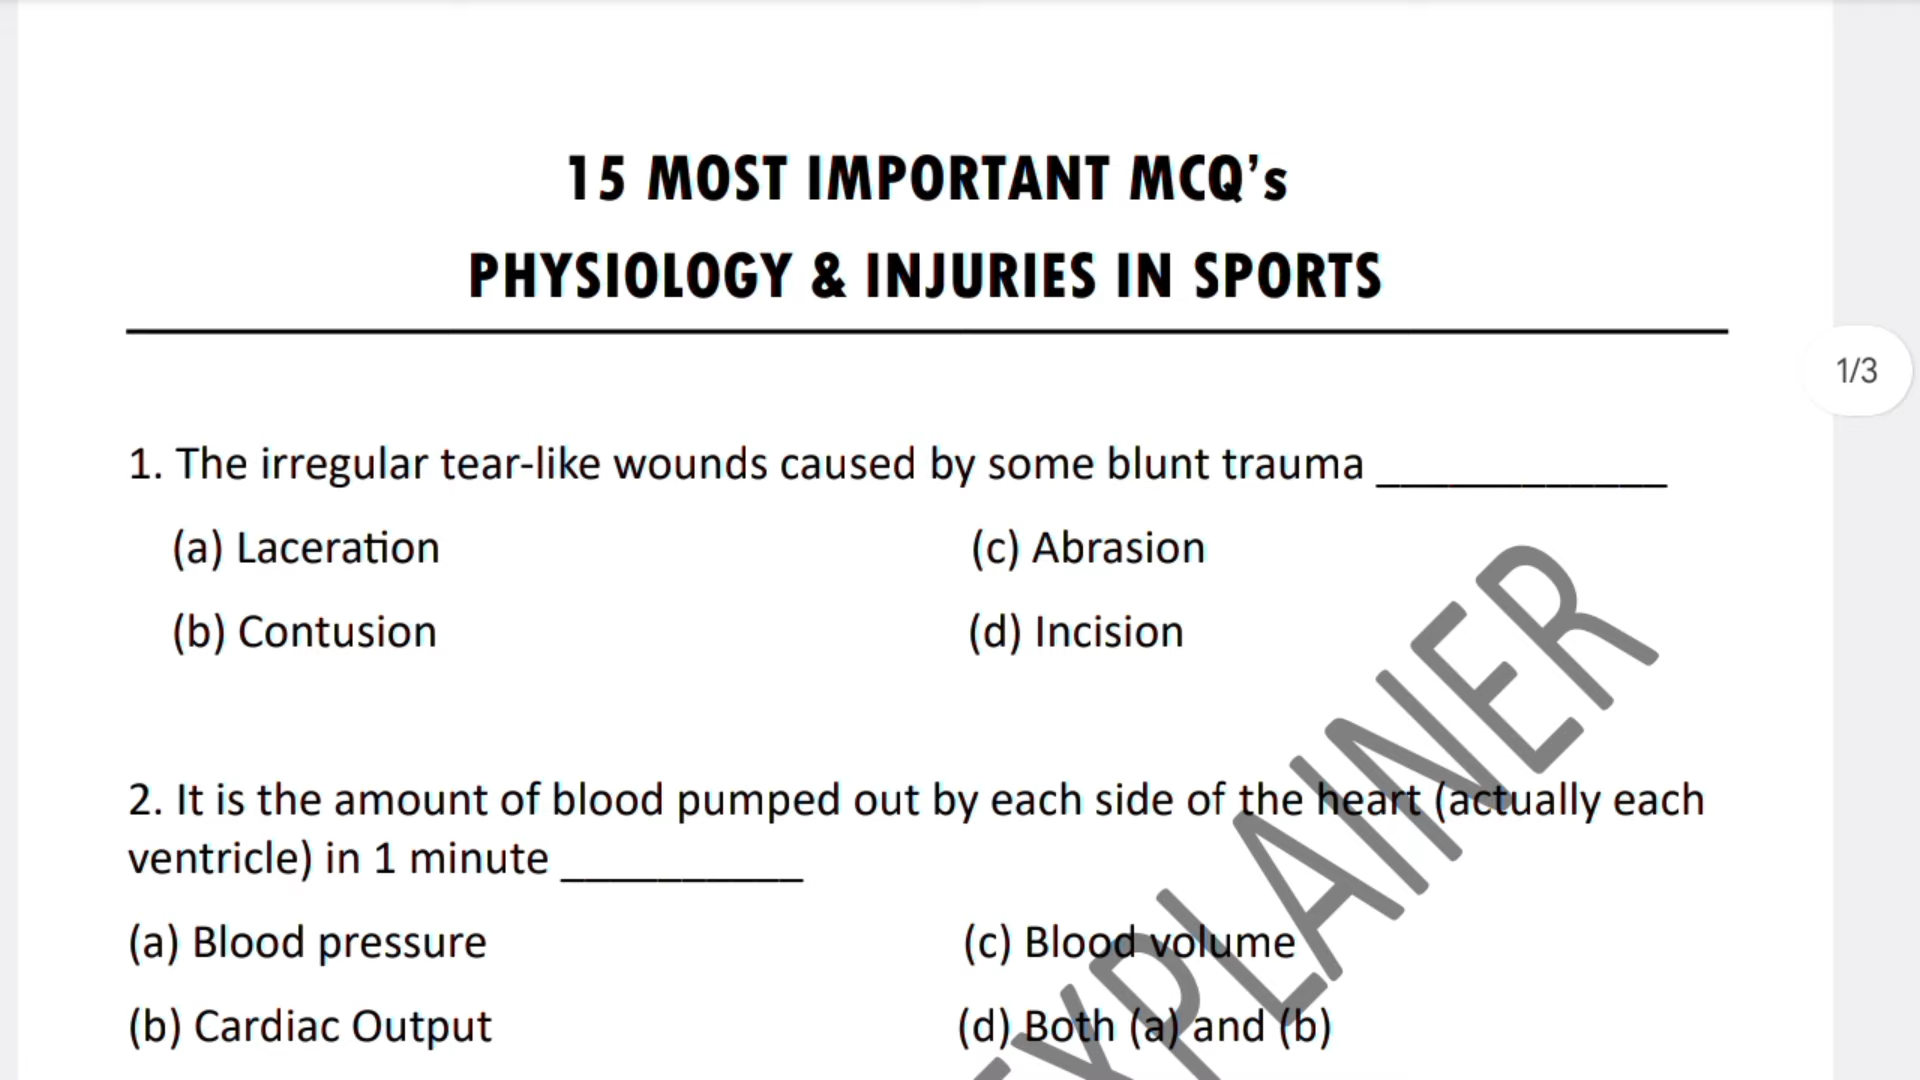 15 MOST IMPORTANT MCQ’s
PHYSIOLOGY & INJURIES IN SPORTS
1/3
1. The irregular tear-like wounds caused by some blunt trauma ____________
(a) Laceration (c) Abrasion
(b) Contusion (d) Incision
2. It is the amount of blood pumped out by each side of the heart (actually each
ventricle) in 1 minute __________
(a) Blood pressure (c) Blood volume
(b) Cardiac Output (d) Both (a) and (b)
EXPLAINER